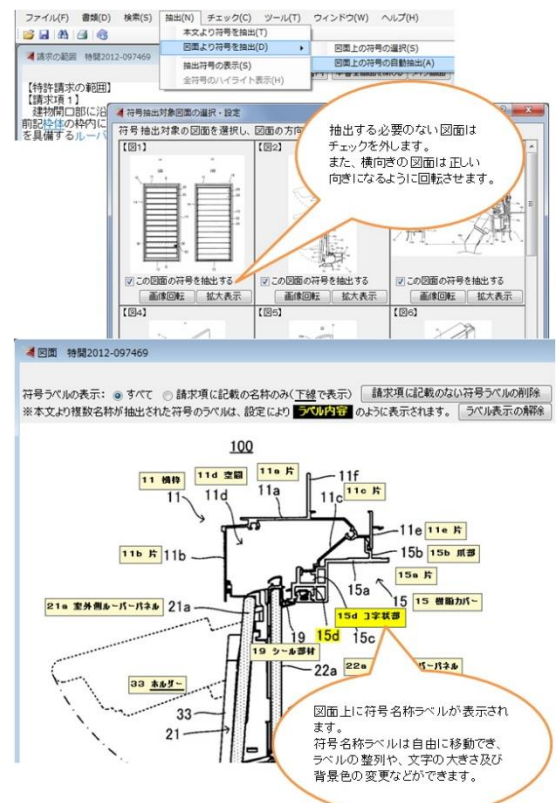 ファイル(F) 書類(D) 検索(S) 抽出(N) チェック(C) ツール(T) ウィンドウ(W) ヘルプ(H)
本文より符号を抽出(T)
図面より符号を抽出(D)
抽出符号の表示(S)
全符号のハイライト表示(H)
図面上の符号の選択(S)
図面上の符号の自動抽出(A)
請求の範囲 特開2012-097469
【特許請求の範囲】
【請求項1】
建物開口部に沿
前記枠体の枠内に
を具備するルーバ
符号抽出対象図面の選択・設定
符号抽出対象の図面を選択し、図面の方向
【図1】
【図2】
抽出する必要のない図面は
チェックを外します。
また、横向きの図面は正しい
向きになるように回転させます。
この図面の符号を抽出する
この図面の符号を抽出する
この図面の符号を抽出する
画像回転 拡大表示
画像回転 拡大表示
画像回転 拡大表示
【図4】
【図5】
【図6】
図面 特開2012-097469
符号ラベルの表示: すべて 請求項に記載の名称のみ(下線で表示) 請求項に記載のない符号ラベルの削除
※本文より複数名称が抽出された符号のラベルは、設定により ラベル内容 のように表示されます。 ラベル表示の解除
100
11 横枠
11d 空間
11a 片
11f
11
11d
11a
11c
11c 片
11e
11e 片
11b 片
11b
15b
15b 爪部
15a
15a 片
21a 室外側ルーバーパネル
21a
15
15 樹脂カバー
15d コ字状部
19
15d
15c
19 シール部材
22a
22a
バーパネル
33 ホルダー
33
21
図面上に符号名称ラベルが表示され
ます。
符号名称ラベルは自由に移動でき、
ラベルの整列や、文字の大きさ及び
背景色の変更などができます。